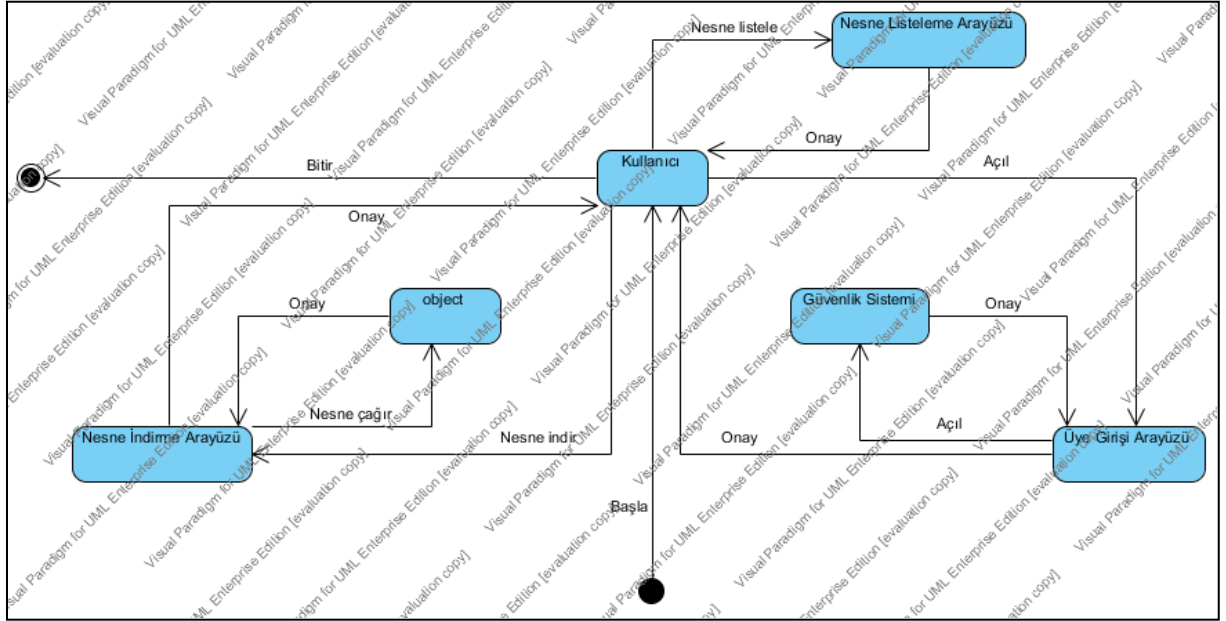 Nesne listele
Nesne Listeleme Arayüzü
Onay
Kullanıcı
Açıl
Bitir
Onay
object
Onay
Güvenlik Sistemi
Onay
Nesne çağır
Nesne İndirme Arayüzü
Nesne indir
Onay
Açıl
Üye Girişi Arayüzü
Başla
Visual Paradigm for UML Enterprise Edition [evaluation copy]